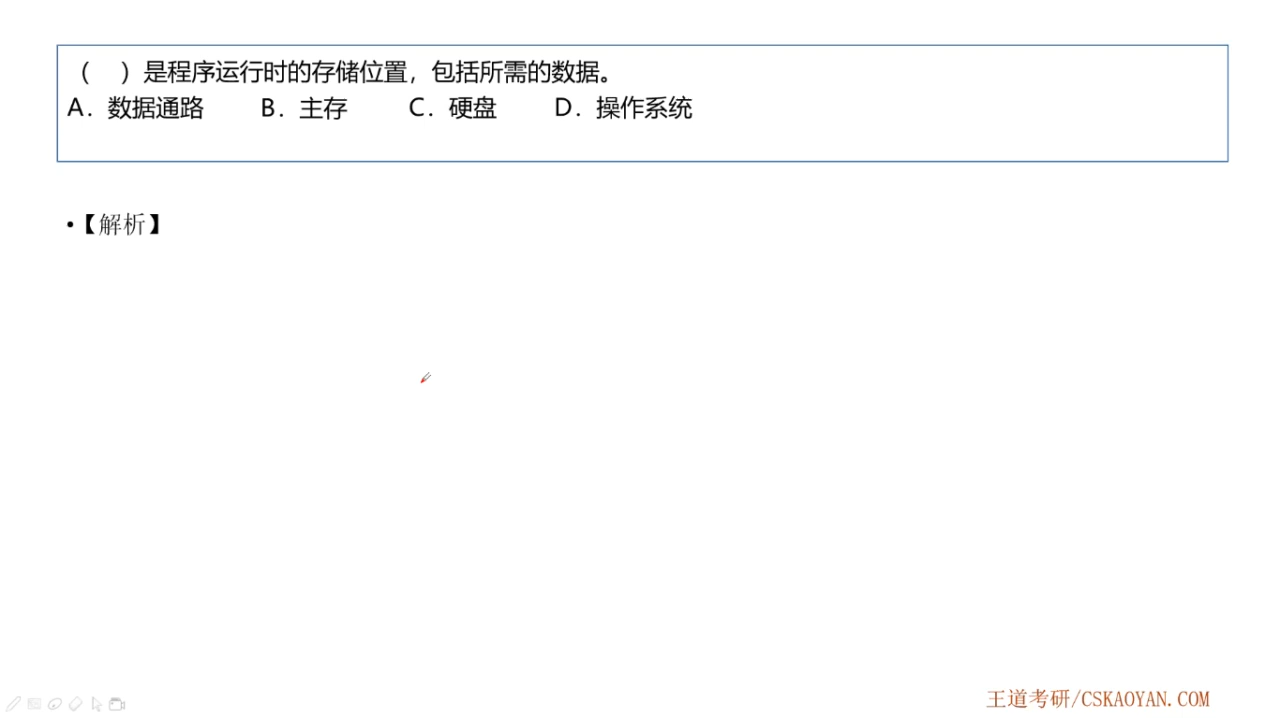 （　）是程序运行时的存储位置，包括所需的数据。
A．数据通路　B．主存　C．硬盘　D．操作系统
•【解析】
王道考研/CSKAOYAN.COM